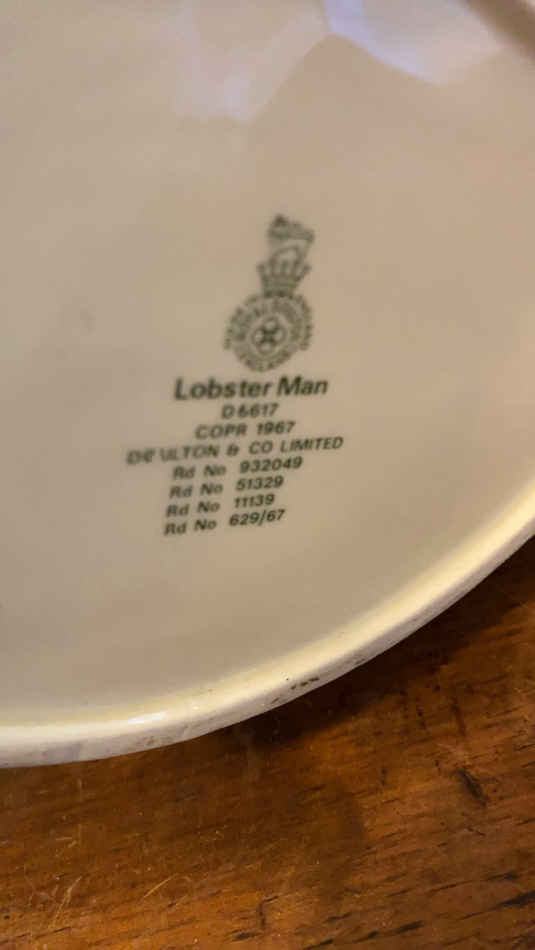 Lobster Man
D 6617
COPR 1967
DOULTON & CO LIMITED
Rd No 932049
Rd No 51329
Rd No 11139
Rd No 629/67